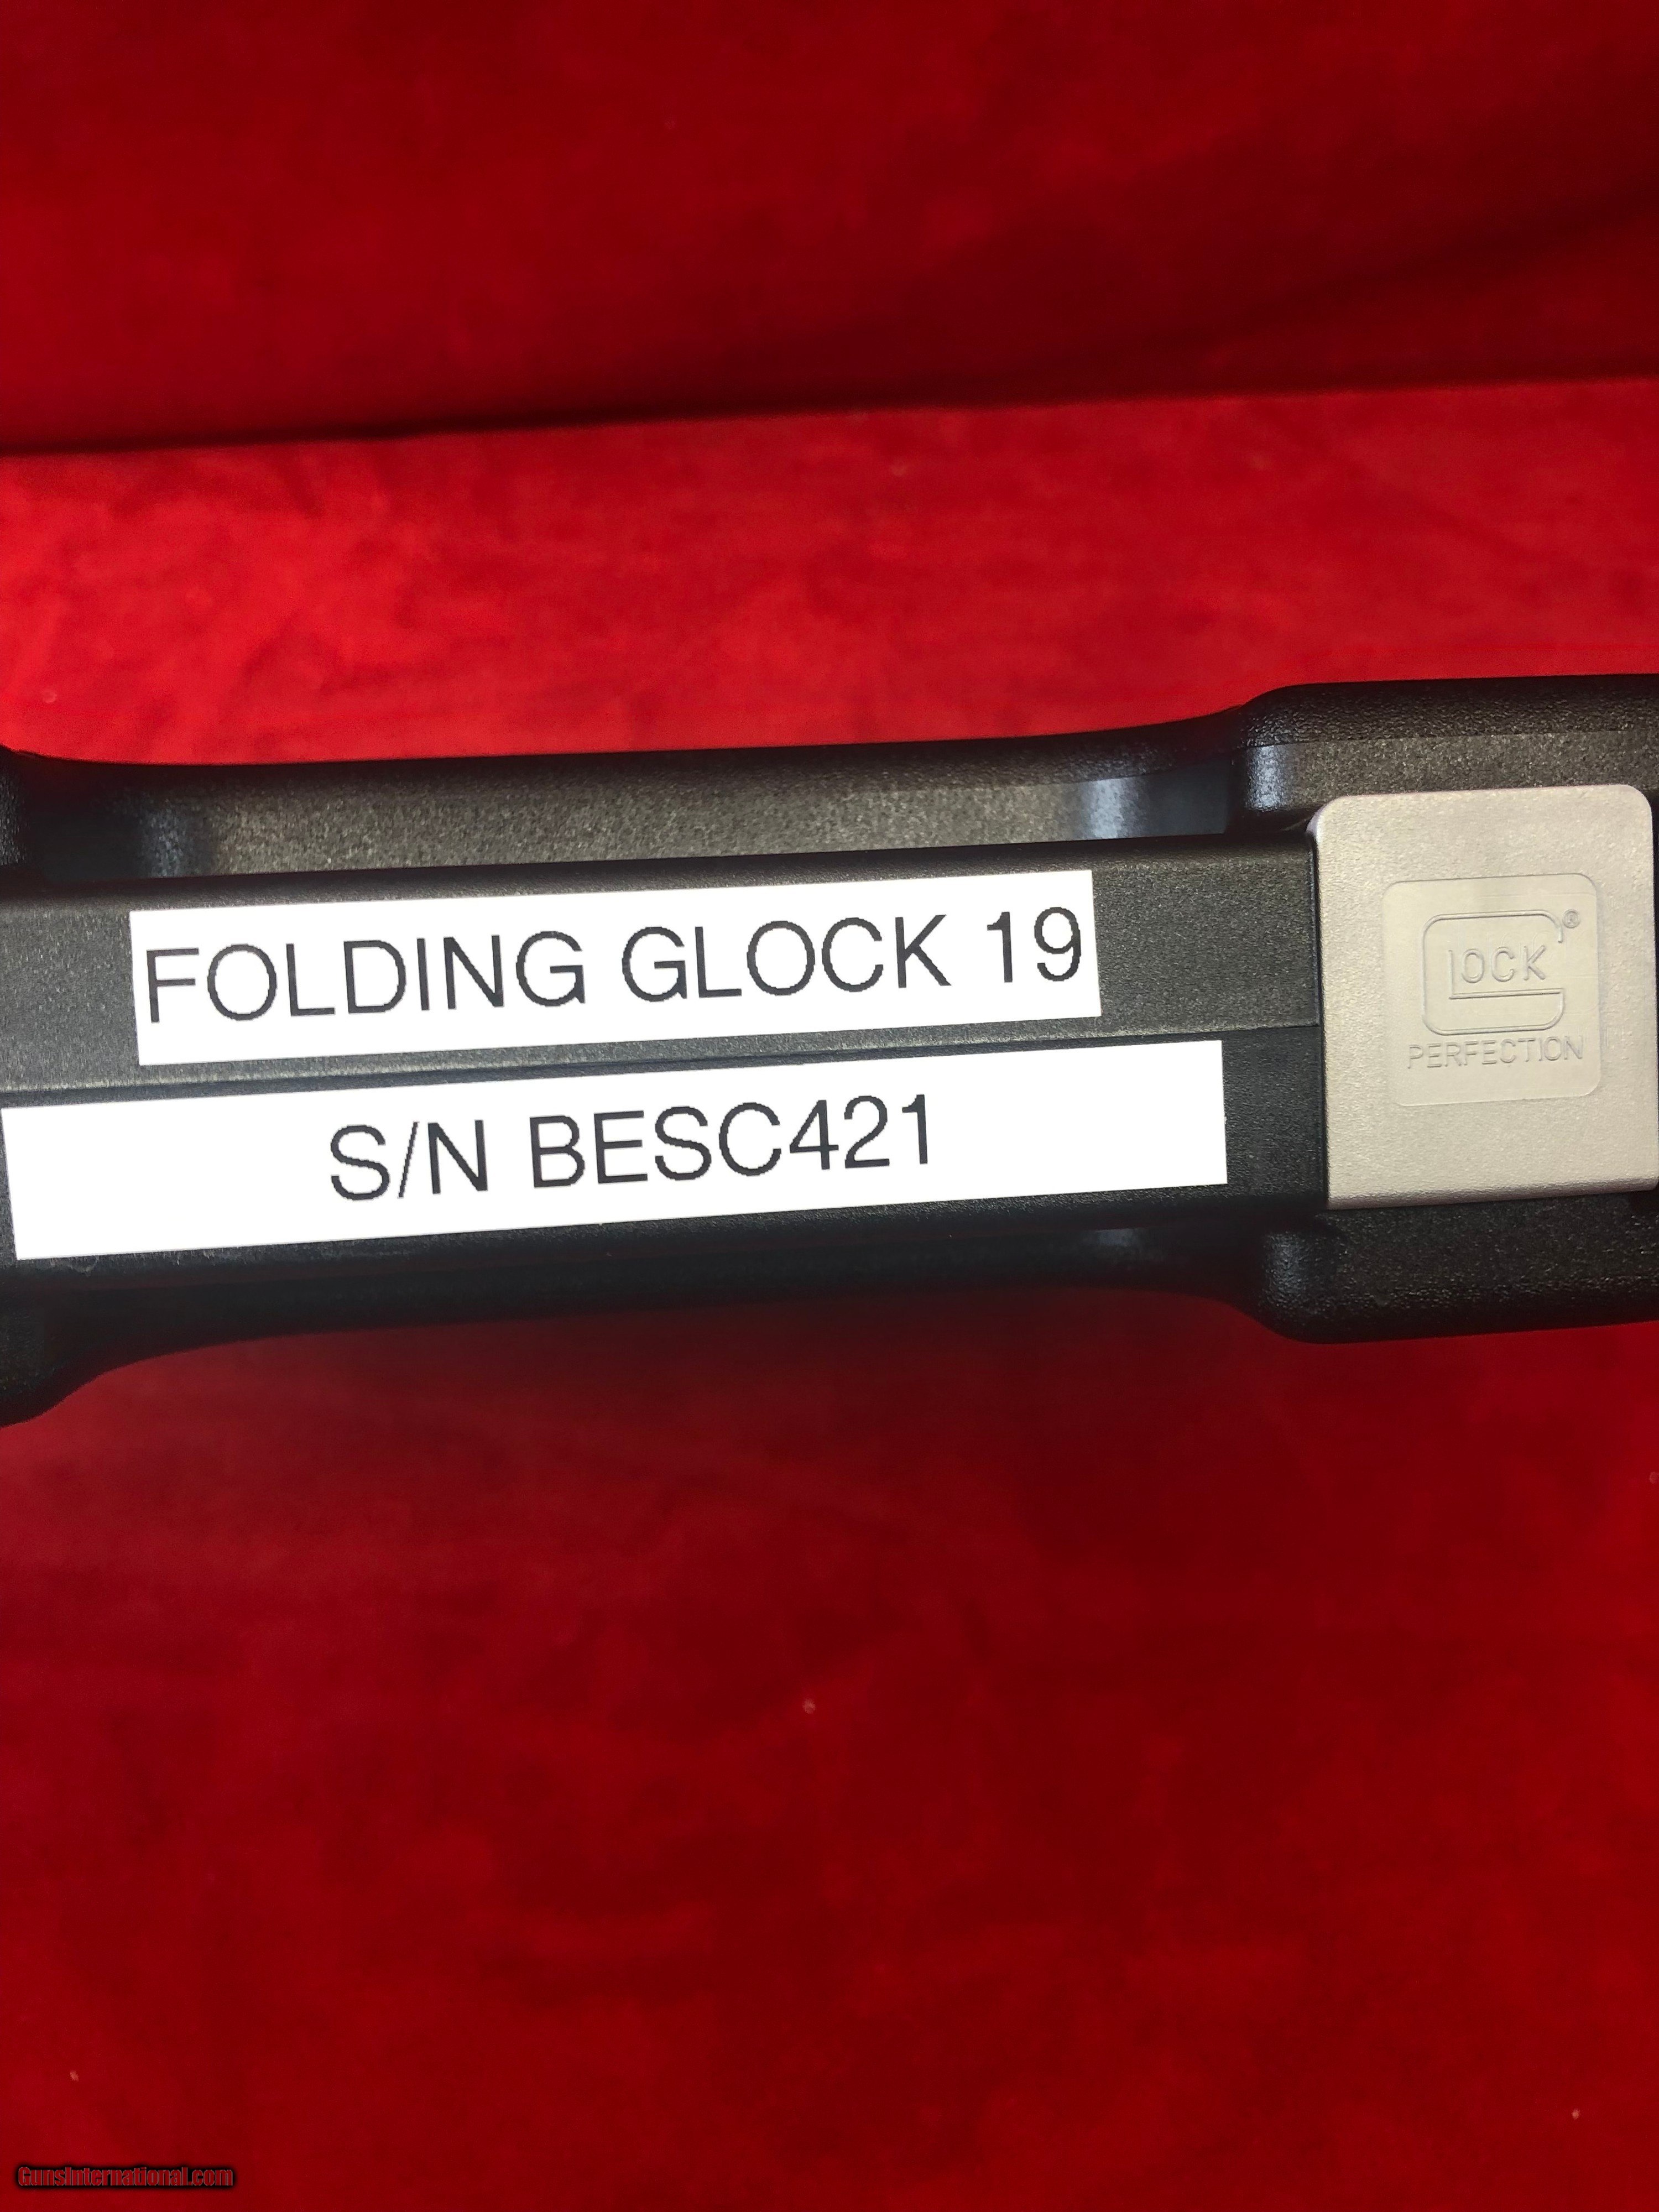 FOLDING GLOCK 19
S/N BESC421
GLOCK®
PERFECTION
GunsInternational.com